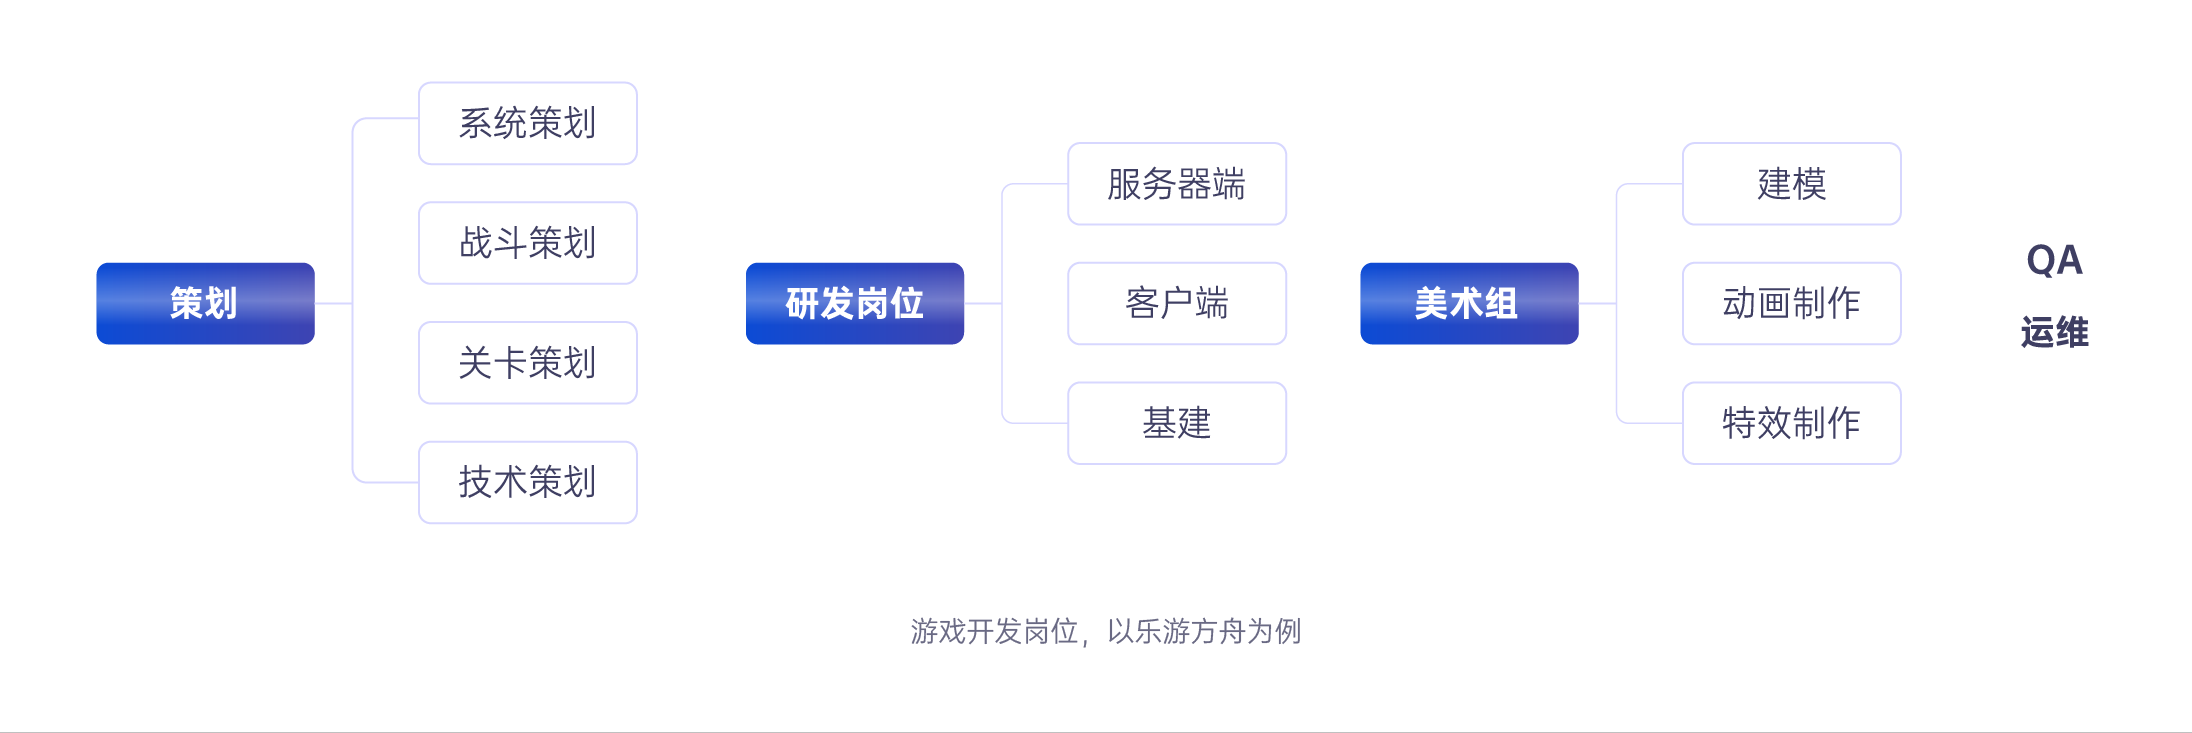 策划
系统策划
战斗策划
关卡策划
技术策划
研发岗位
服务器端
客户端
基建
美术组
建模
动画制作
特效制作
QA
运维
游戏开发岗位，以乐游方舟为例